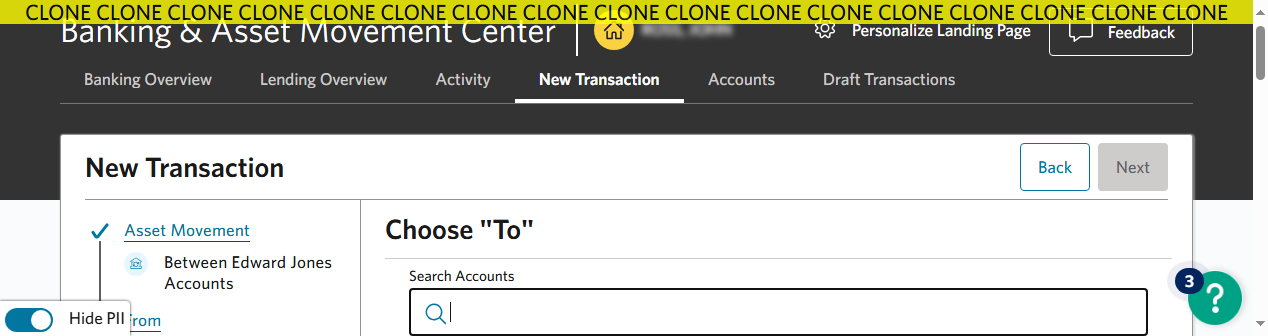 CLONE CLONE CLONE CLONE CLONE CLONE CLONE CLONE CLONE CLONE CLONE CLONE CLONE CLONE CLONE CLONE CLONE
Banking & Asset Movement Center
Personalize Landing Page
Feedback
Banking Overview
Lending Overview
Activity
New Transaction
Accounts
Draft Transactions
New Transaction
Back
Next
Asset Movement
Between Edward Jones
Accounts
From
Choose "To"
Search Accounts
Hide PII
3
?